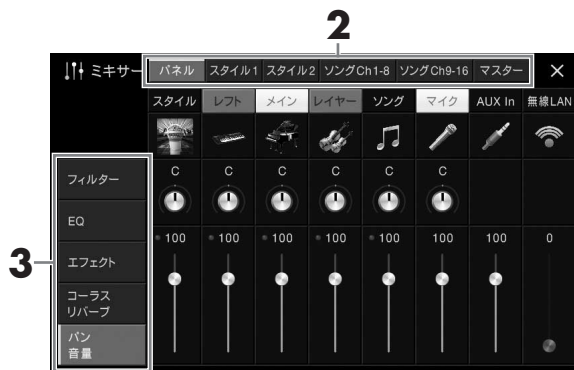 2
ミキサー
パネル スタイル1 スタイル2 ソングCh1-8 ソングCh9-16 マスター ×
スタイル レフト メイン レイヤー ソング マイク AUX In 無線LAN
フィルター
EQ
エフェクト
コーラス
リバーブ
パン
音量
3
C C C C C C
100 100 100 100 100 100 100 0